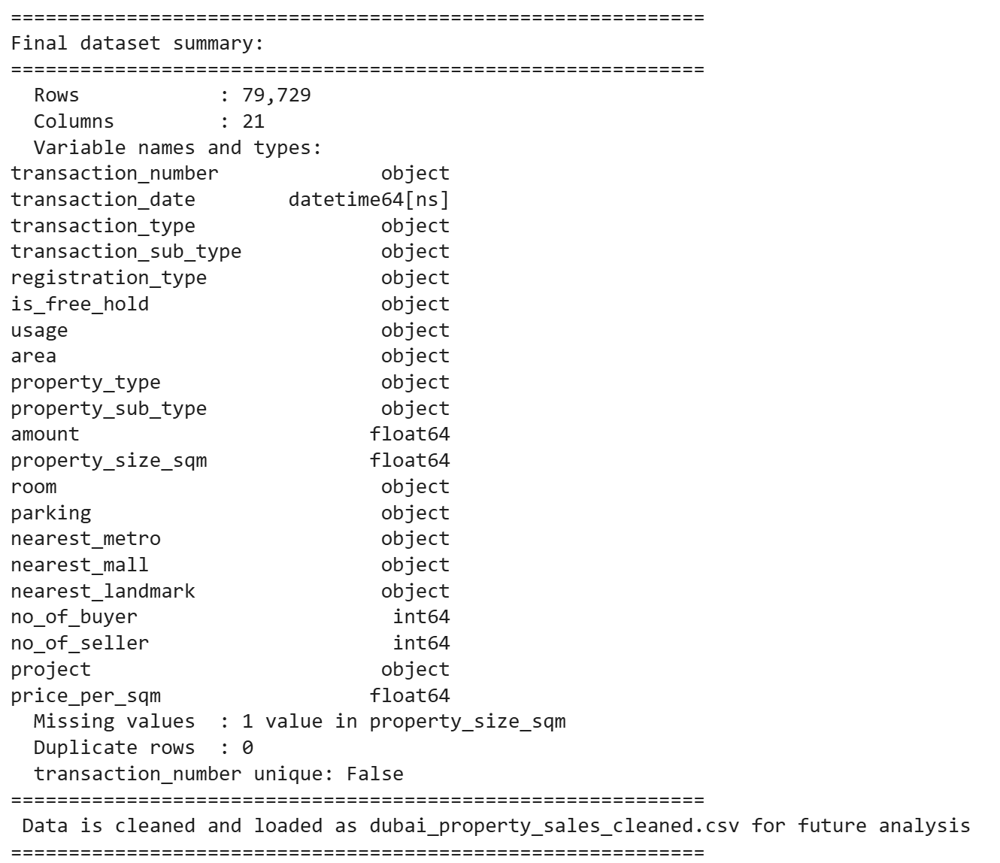 ============================================================
Final dataset summary:
============================================================
  Rows            : 79,729
  Columns         : 21
  Variable names and types:
transaction_number              object
transaction_date        datetime64[ns]
transaction_type                object
transaction_sub_type            object
registration_type               object
is_free_hold                    object
usage                           object
area                            object
property_type                   object
property_sub_type               object
amount                         float64
property_size_sqm              float64
room                            object
parking                         object
nearest_metro                   object
nearest_mall                    object
nearest_landmark                object
no_of_buyer                      int64
no_of_seller                     int64
project                         object
price_per_sqm                  float64
  Missing values  : 1 value in property_size_sqm
  Duplicate rows  : 0
  transaction_number unique: False
============================================================
 Data is cleaned and loaded as dubai_property_sales_cleaned.csv for future analysis
============================================================